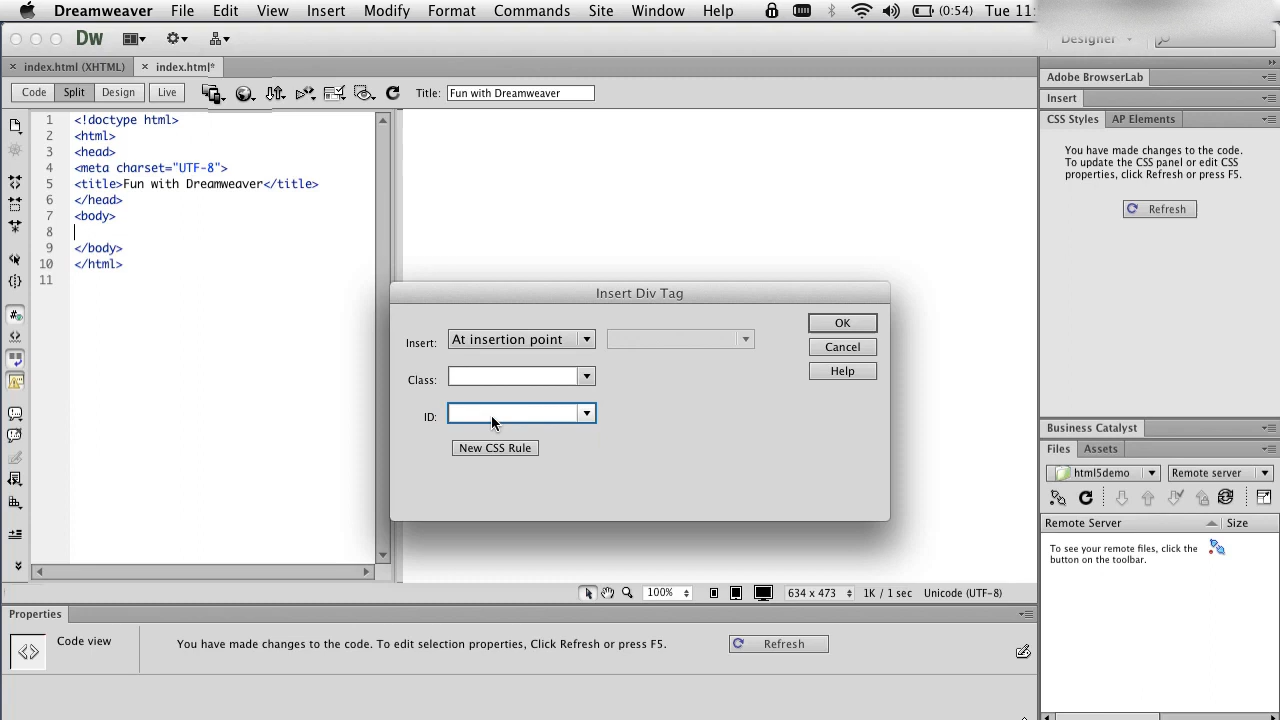 Dreamweaver File Edit View Insert Modify Format Commands Site Window Help (0:54) Tue 11:
Dw Designer
index.html (XHTML) index.html*
Code Split Design Live Title: Fun with Dreamweaver
1 <!doctype html>
2 <html>
3 <head>
4 <meta charset="UTF-8">
5 <title>Fun with Dreamweaver</title>
6 </head>
7 <body>
8
9 </body>
10 </html>
11
Insert Div Tag
Insert: At insertion point
Class:
ID:
New CSS Rule
OK
Cancel
Help
Adobe BrowserLab
Insert
CSS Styles AP Elements
You have made changes to the code.
To update the CSS panel or edit CSS
properties, click Refresh or press F5.
Refresh
Business Catalyst
Files Assets
html5demo Remote server
Remote Server Size
To see your remote files, click the
button on the toolbar.
100% 634 x 473 1K / 1 sec Unicode (UTF-8)
Properties
Code view You have made changes to the code. To edit selection properties, Click Refresh or press F5. Refresh